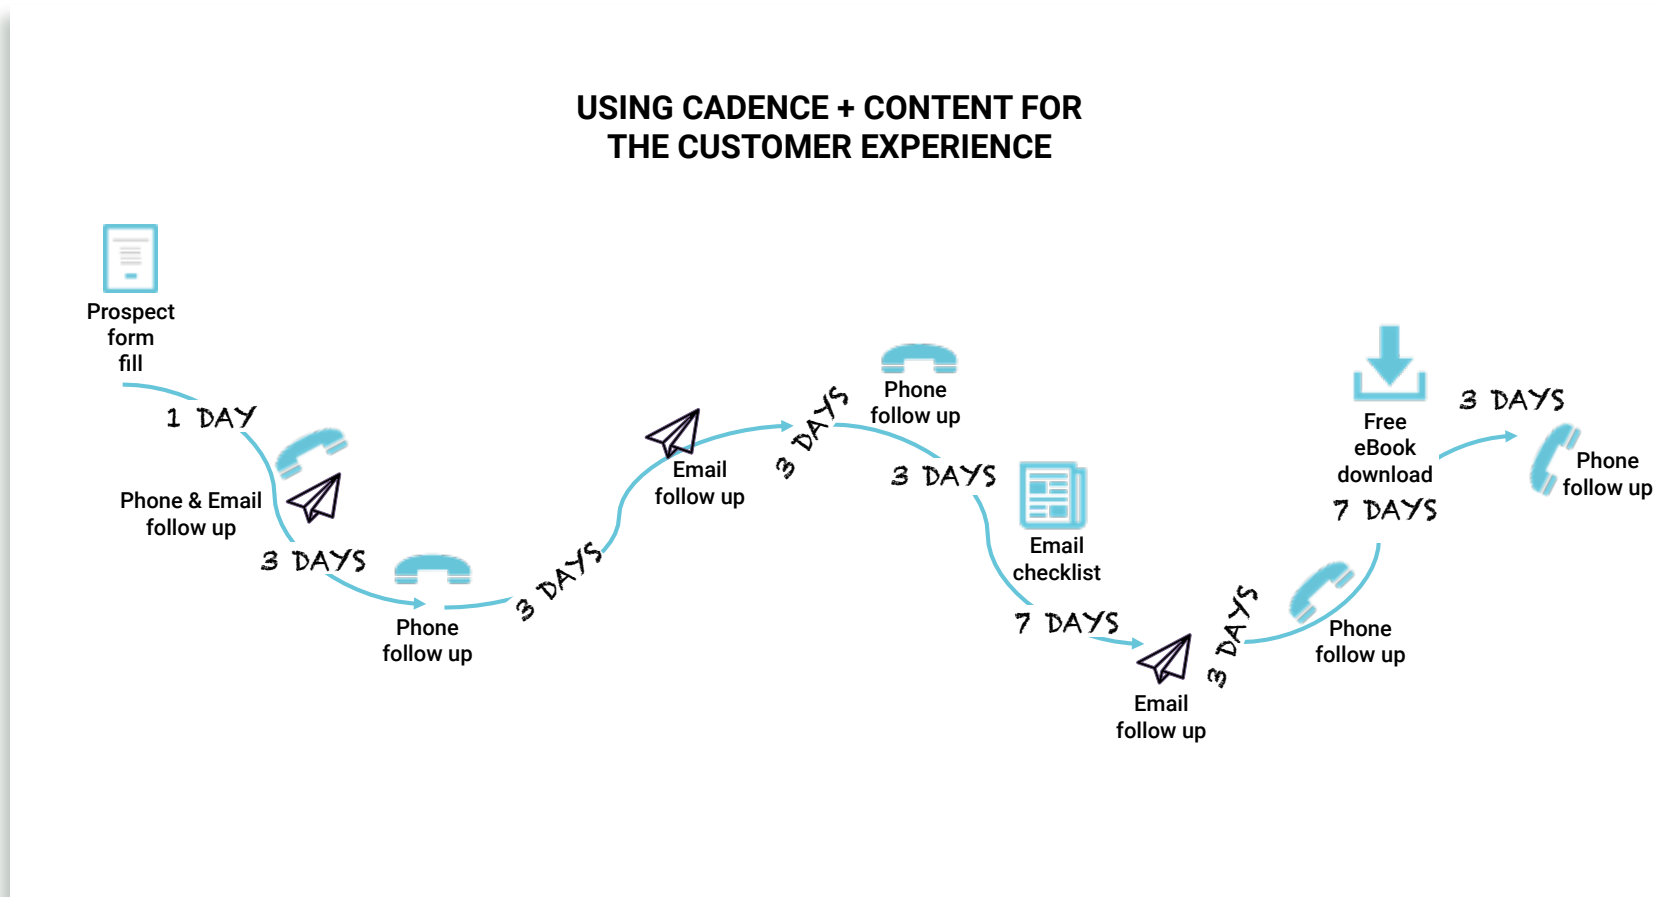 USING CADENCE + CONTENT FOR
THE CUSTOMER EXPERIENCE
Prospect
form
fill
1 DAY
Phone & Email
follow up
3 DAYS
Phone
follow up
3 DAYS
Email
follow up
3 DAYS
Phone
follow up
3 DAYS
Email
checklist
7 DAYS
Email
follow up
3 DAYS
Phone
follow up
7 DAYS
Free
eBook
download
3 DAYS
Phone
follow up